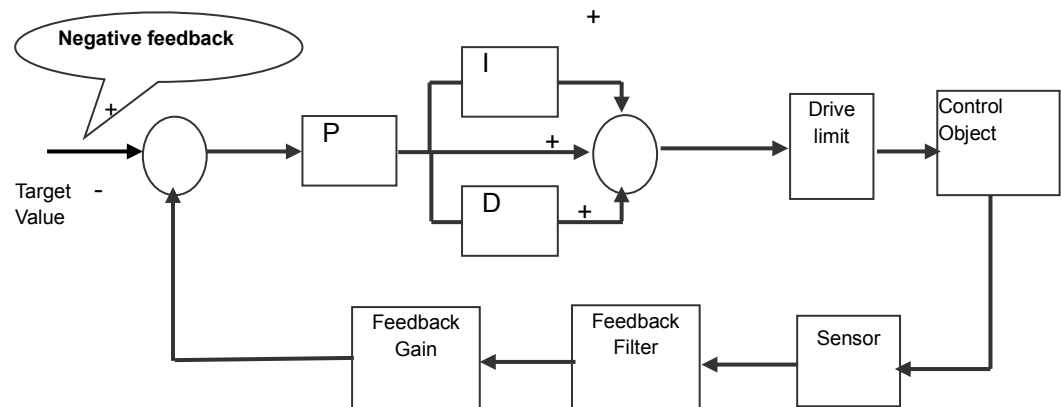 +
Negative feedback
I
+
P
Drive
limit
Control
Object
+
Target
Value
-
D
+
Feedback
Gain
Feedback
Filter
Sensor